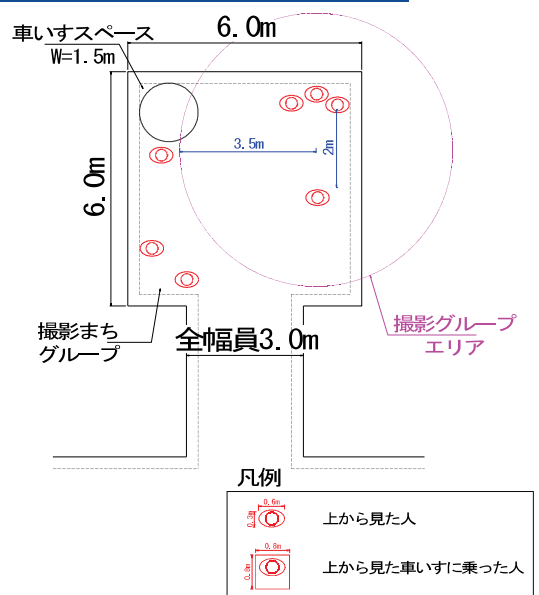 6.0m
車いすスペース
W=1.5m
3.5m
2m
6.0m
撮影まち
グループ
全幅員3.0m
撮影グループ
エリア
凡例
0.6m
0.3m
上から見た人
0.6m
0.8m
上から見た車いすに乗った人